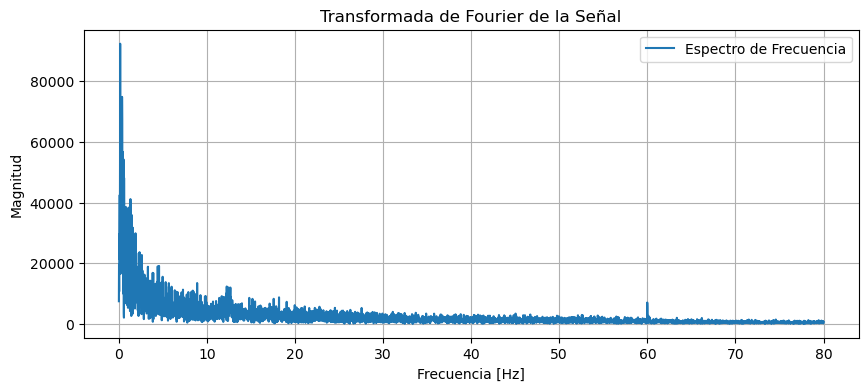 Transformada de Fourier de la Señal
Espectro de Frecuencia
Magnitud
80000
60000
40000
20000
0
0 10 20 30 40 50 60 70 80
Frecuencia [Hz]